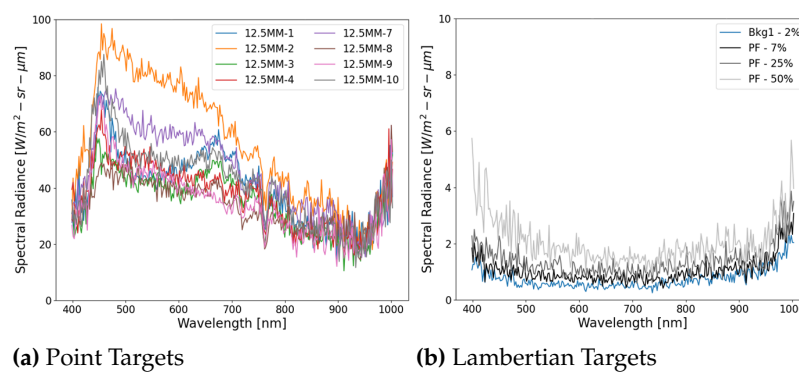 100
80
60
40
20
0
Spectral Radiance [W/m² − sr − μm]
12.5MM-1 12.5MM-7
12.5MM-2 12.5MM-8
12.5MM-3 12.5MM-9
12.5MM-4 12.5MM-10
400 500 600 700 800 900 1000
Wavelength [nm]
(a) Point Targets
10
8
6
4
2
0
Spectral Radiance [W/m² − sr − μm]
Bkg1 - 2%
PF - 7%
PF - 25%
PF - 50%
400 500 600 700 800 900 1000
Wavelength [nm]
(b) Lambertian Targets